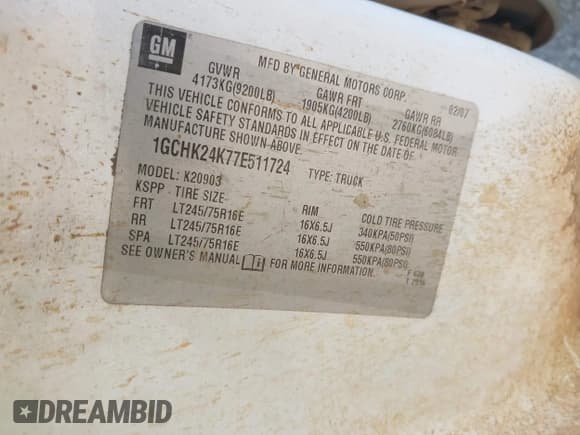 GM
MFD BY GENERAL MOTORS CORP. 02/07
GVWR GAWR FRT GAWR RR
4173KG(9200LB) 1905KG(4200LB) 2760KG(6084LB)
THIS VEHICLE CONFORMS TO ALL APPLICABLE U.S. FEDERAL MOTOR
VEHICLE SAFETY STANDARDS IN EFFECT ON THE DATE OF
MANUFACTURE SHOWN ABOVE.
1GCHK24K77E511724 TYPE: TRUCK
MODEL: K20903
KSPP TIRE SIZE RIM COLD TIRE PRESSURE
FRT LT245/75R16E 16X6.5J 340KPA(50PSI)
RR LT245/75R16E 16X6.5J 550KPA(80PSI)
SPA LT245/75R16E 16X6.5J 550KPA(80PSI)
SEE OWNER'S MANUAL FOR MORE INFORMATION.
DREAMBID